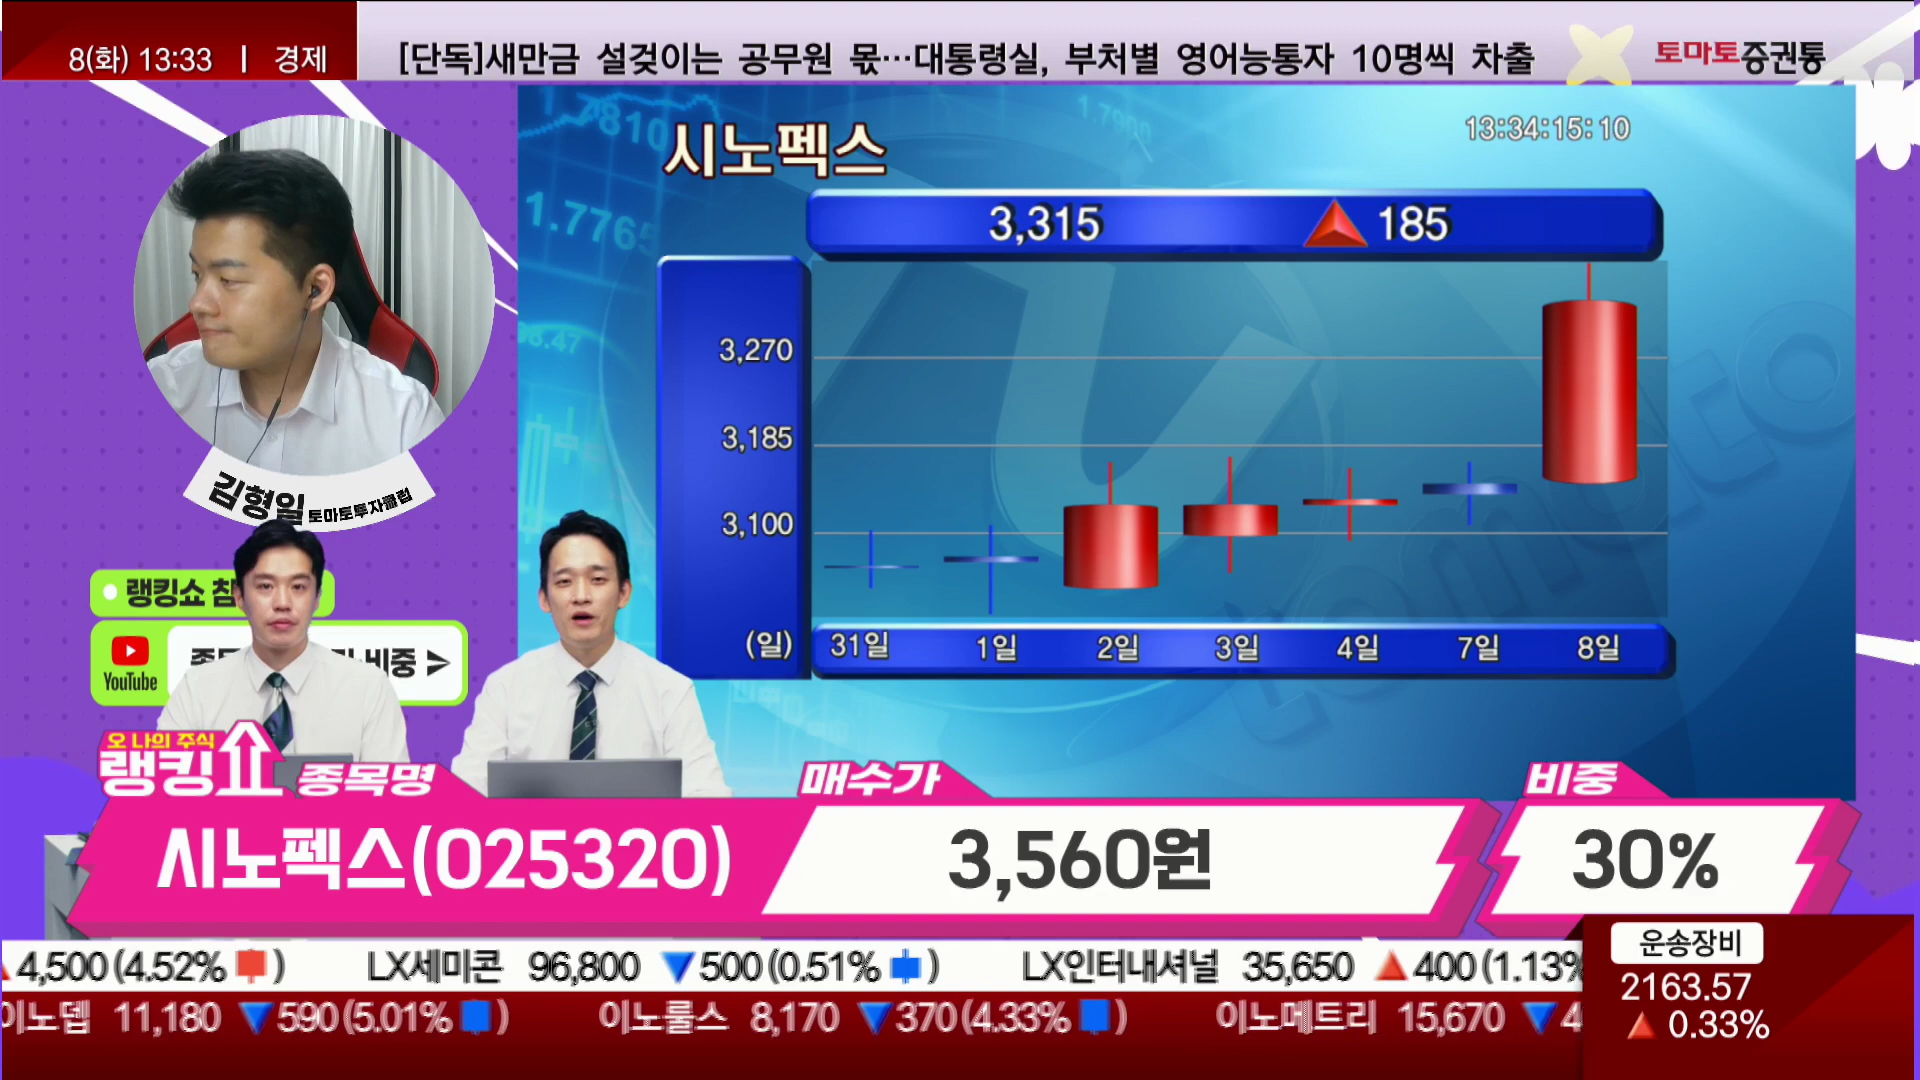 8(화) 13:33 | 경제
[단독]새만금 설겆이는 공무원 몫…대통령실, 부처별 영어능통자 10명씩 차출
토마토증권통
시노펙스
13:34:15:10
3,315 ▲ 185
3,270
3,185
3,100
(일) 31일 1일 2일 3일 4일 7일 8일
1.7810
1.7900
1.7765
김형일 토마토투자클럽
랭킹쇼
YouTube
비중 ➤
오 나의 주식
랭킹쇼
종목명
매수가
비중
시노펙스(025320)
3,560원
30%
4,500(4.52% ) LX세미콘 96,800 ▼500(0.51% ) LX인터내셔널 35,650 ▲400(1.13%
이노뎁 11,180 ▼590(5.01% ) 이노룰스 8,170 ▼370(4.33% ) 이노메트리 15,670 ▼4
운송장비
2163.57
▲ 0.33%